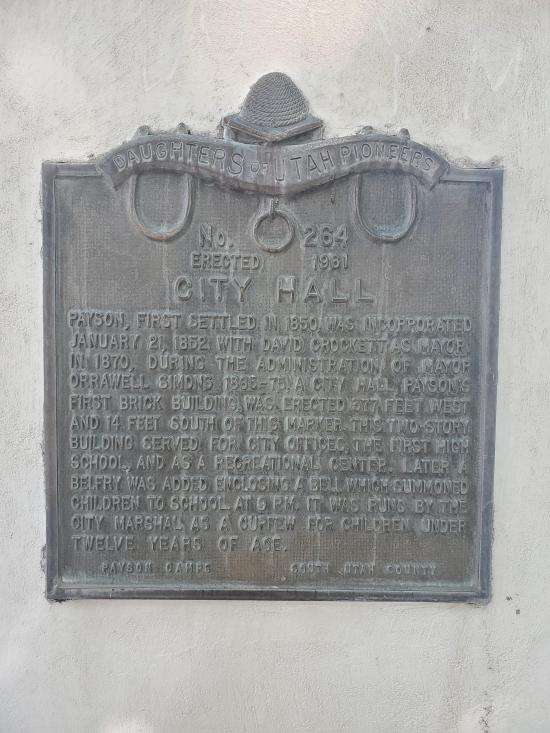 DAUGHTERS OF UTAH PIONEERS
No. 264
ERECTED 1961
CITY HALL
PAYSON, FIRST SETTLED IN 1850 WAS INCORPORATED
JANUARY 21, 1852 WITH DAVID CROCKETT AS MAYOR.
IN 1870, DURING THE ADMINISTRATION OF MAYOR
ORRAWELL SIMONS, A CITY HALL, PAYSON'S
FIRST BRICK BUILDING, WAS ERECTED 377 FEET WEST
AND 14 FEET SOUTH OF THIS MARKER. THIS TWO-STORY
BUILDING SERVED FOR CITY OFFICES, THE FIRST HIGH
SCHOOL, AND AS A RECREATIONAL CENTER. LATER A
BELFRY WAS ADDED ENCLOSING A BELL WHICH SUMMONED
CHILDREN TO SCHOOL. AT P.M. IT WAS RUNG BY THE
CITY MARSHAL AS A CURFEW FOR CHILDREN UNDER
TWELVE YEARS OF AGE.
PAYSON CAMPS SOUTH UTAH COUNTY